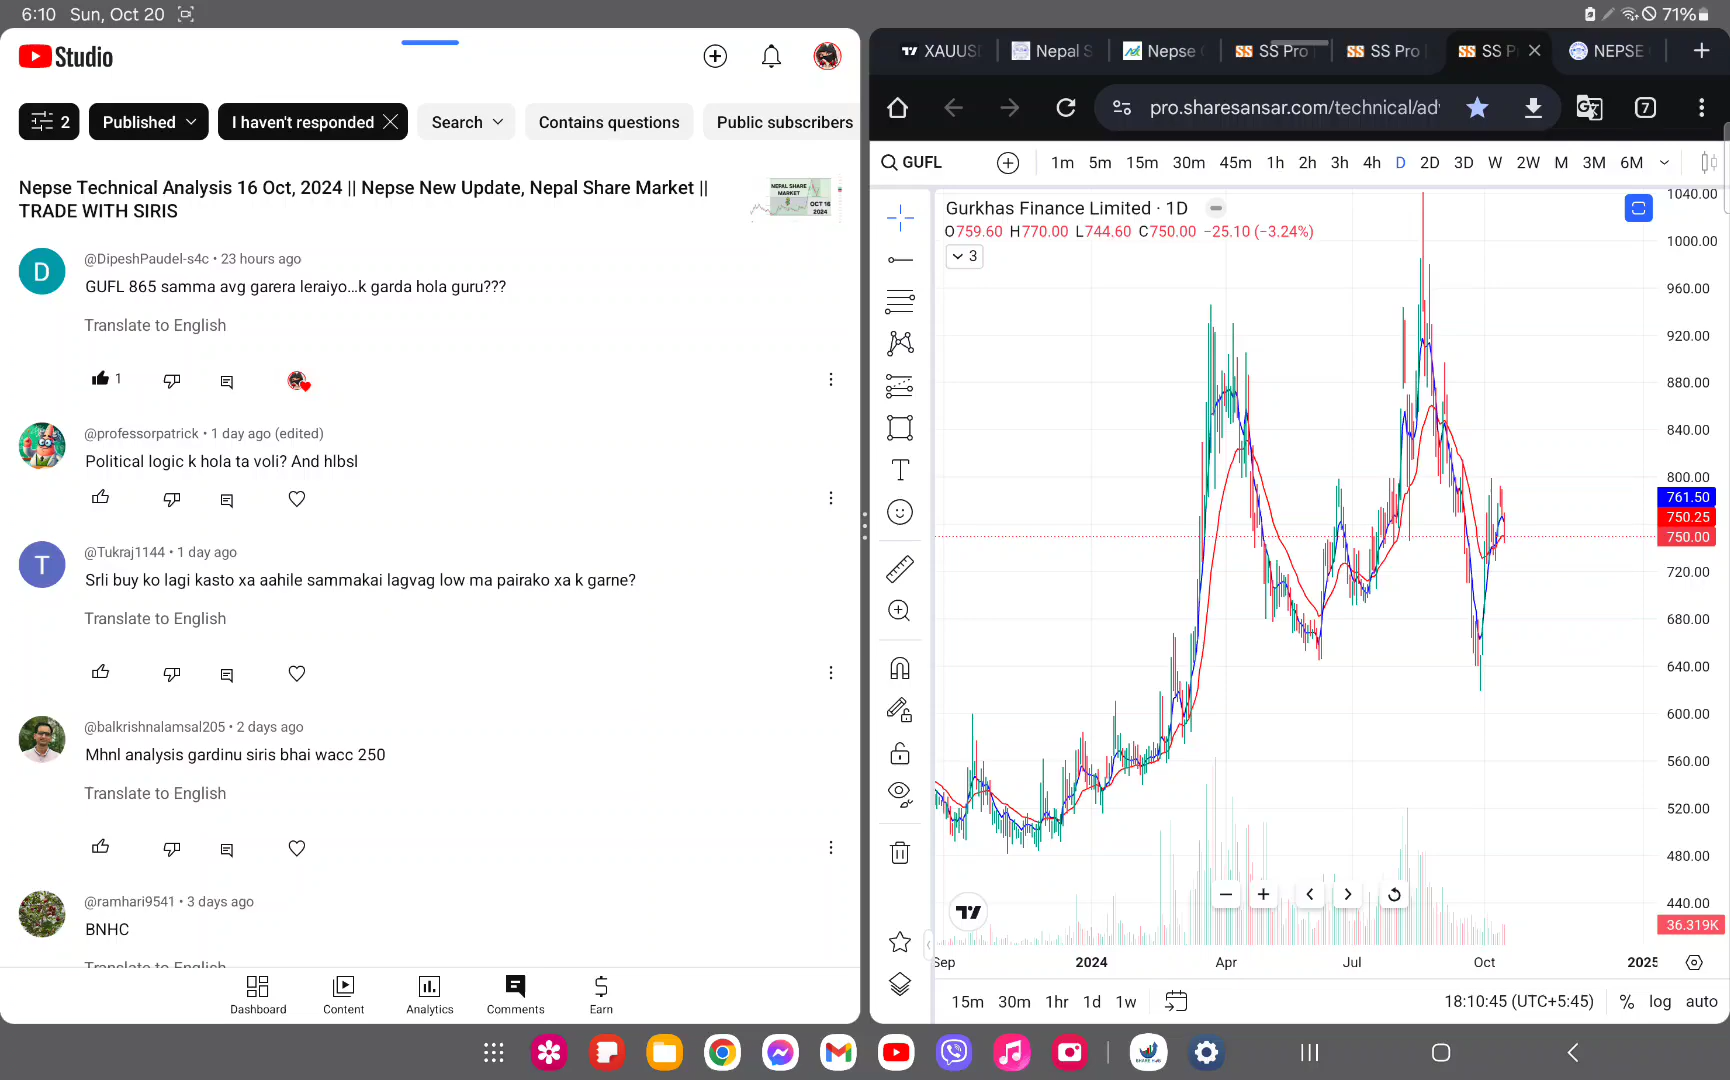 6:10 Sun, Oct 20
71%
Studio
2
Published
I haven't responded
Search
Contains questions
Public subscribers
Nepse Technical Analysis 16 Oct, 2024 || Nepse New Update, Nepal Share Market ||
TRADE WITH SIRIS
NEPAL SHARE
MARKET
OCT 16
2024
D
@DipeshPaudel-s4c • 23 hours ago
GUFL 865 samma avg garera leraiyo...k garda hola guru???
Translate to English
1
@professorpatrick • 1 day ago (edited)
Political logic k hola ta voli? And hlbsl
T
@Tukraj1144 • 1 day ago
Srli buy ko lagi kasto xa aahile sammakai lagvag low ma pairako xa k garne?
Translate to English
@balkrishnalamsal205 • 2 days ago
Mhnl analysis gardinu siris bhai wacc 250
Translate to English
@ramhari9541 • 3 days ago
BNHC
Translate to English
Dashboard
Content
Analytics
Comments
Earn
XAUUS
Nepal S
Nepse
SS Pro
SS Pro
SS P
NEPSE
pro.sharesansar.com/technical/ad
7
GUFL
1m 5m 15m 30m 45m 1h 2h 3h 4h D 2D 3D W 2W M 3M 6M
Gurkhas Finance Limited · 1D
O759.60 H770.00 L744.60 C750.00 −25.10 (−3.24%)
3
1040.00
1000.00
960.00
920.00
880.00
840.00
800.00
761.50
750.25
750.00
720.00
680.00
640.00
600.00
560.00
520.00
480.00
440.00
36.319K
Sep
2024
Apr
Jul
Oct
2025
15m 30m 1hr 1d 1w
18:10:45 (UTC+5:45)
% log auto